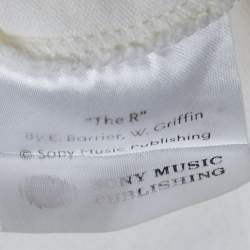 "The R"
By E. Barrier, W. Griffin
© Sony Music Publishing
SONY MUSIC
PUBLISHING